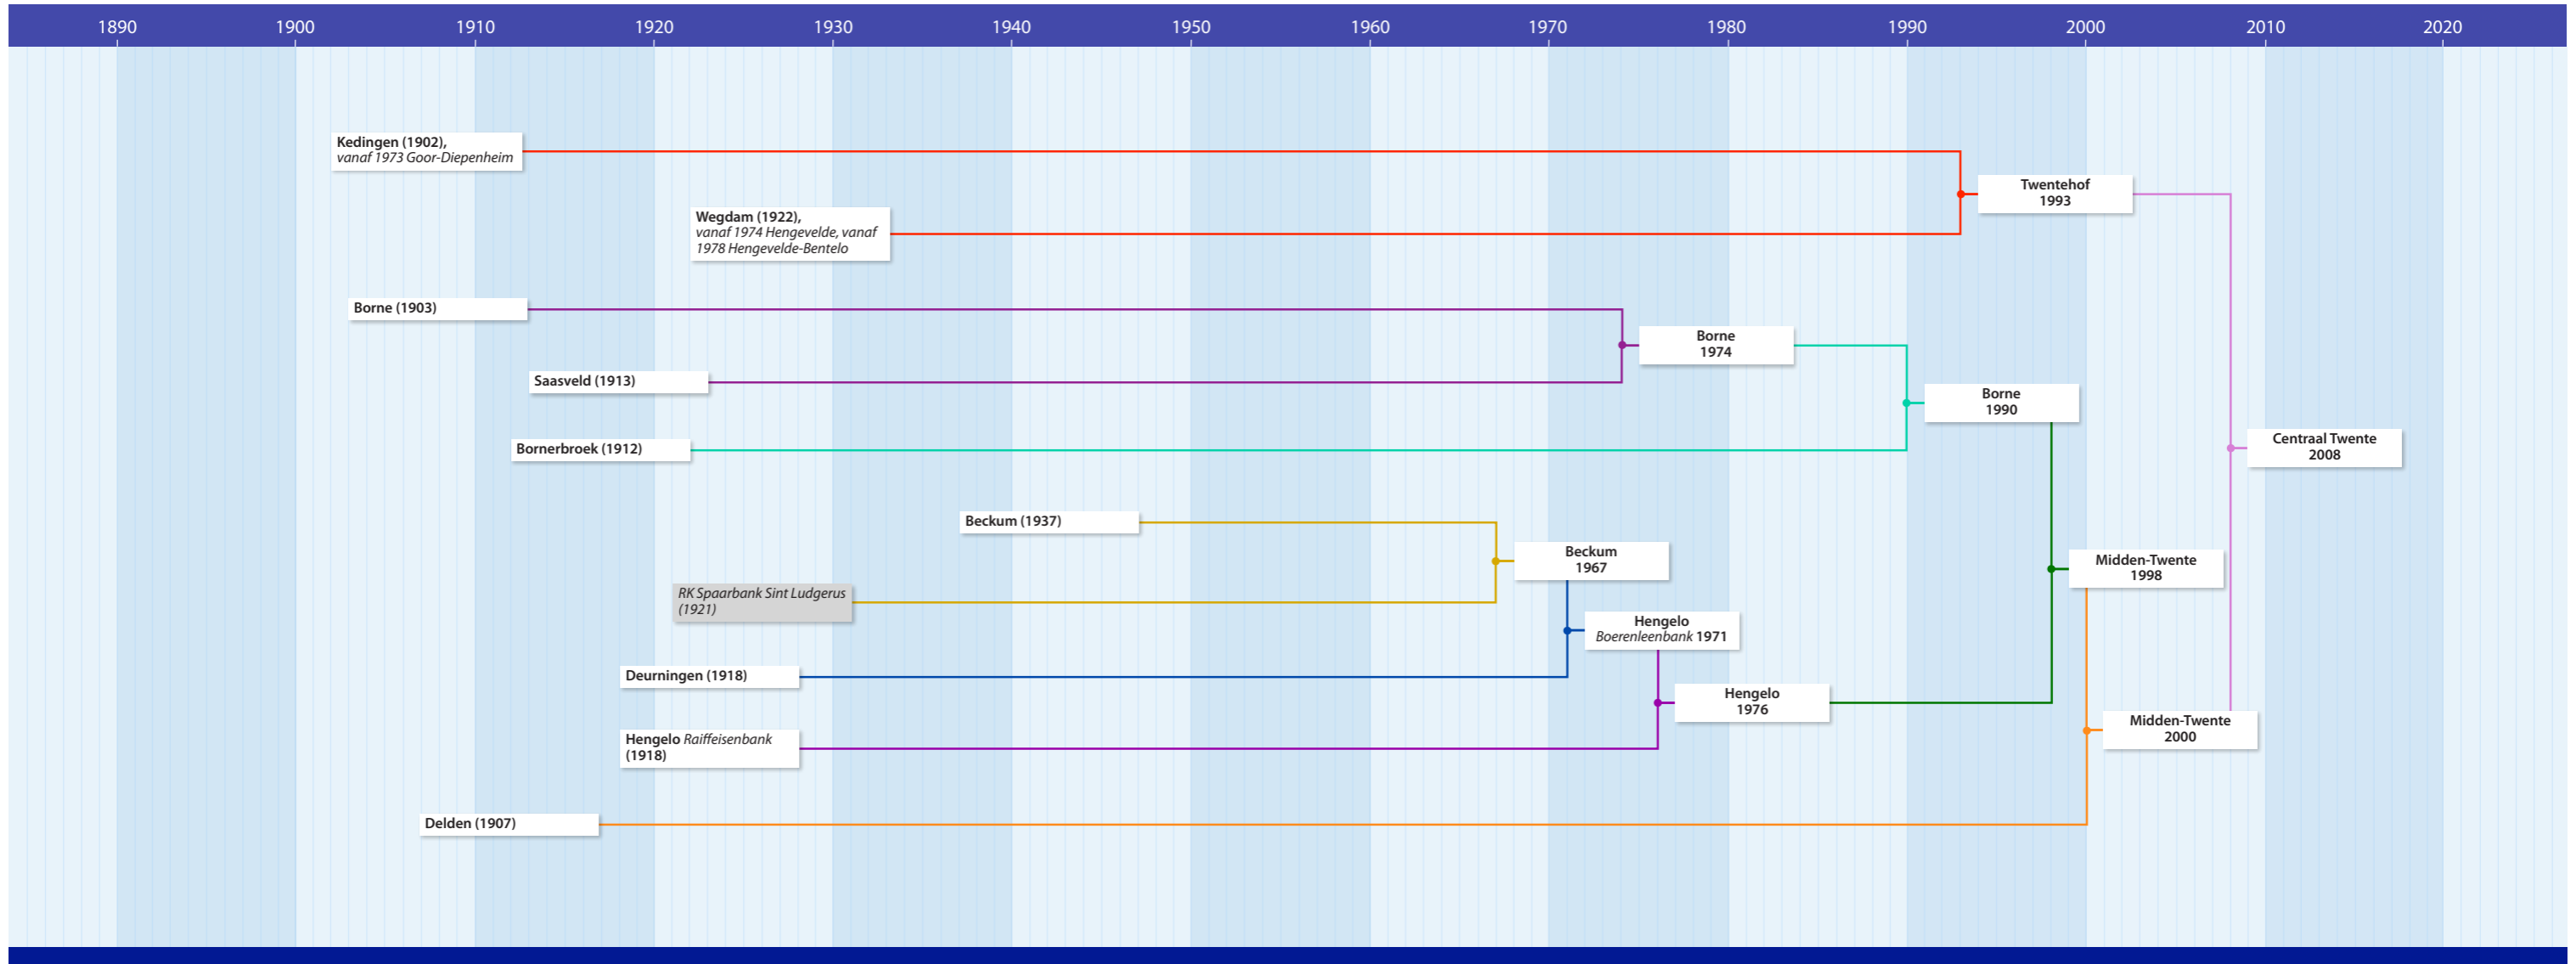 1890 1900 1910 1920 1930 1940 1950 1960 1970 1980 1990 2000 2010 2020
Kedingen (1902),
vanaf 1973 Goor-Diepenheim
Twentehof
1993
Wegdam (1922),
vanaf 1974 Hengevelde, vanaf
1978 Hengevelde-Bentelo
Borne (1903)
Borne
1974
Saasveld (1913)
Borne
1990
Bornerbroek (1912)
Centraal Twente
2008
Beckum (1937)
Beckum
1967
Midden-Twente
1998
RK Spaarbank Sint Ludgerus
(1921)
Hengelo
Boerenleenbank 1971
Deurningen (1918)
Hengelo
1976
Midden-Twente
2000
Hengelo Raiffeisenbank
(1918)
Delden (1907)